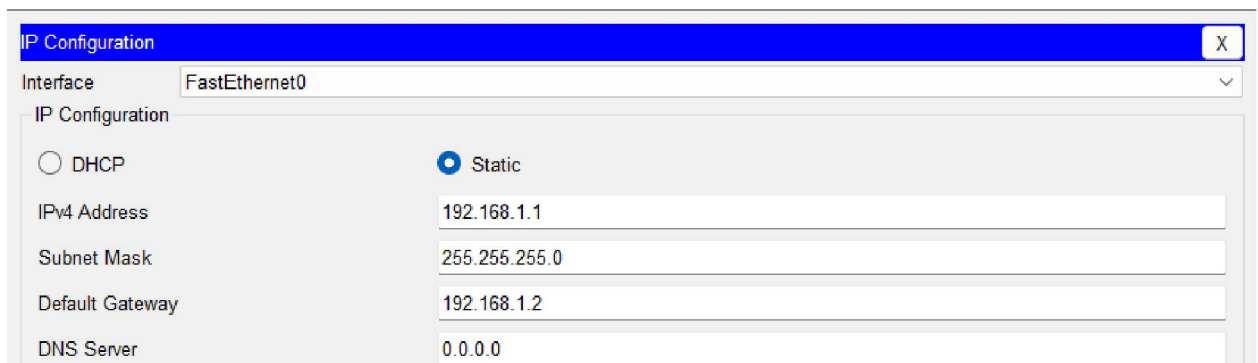 IP Configuration X
Interface FastEthernet0
IP Configuration
DHCP Static
IPv4 Address 192.168.1.1
Subnet Mask 255.255.255.0
Default Gateway 192.168.1.2
DNS Server 0.0.0.0